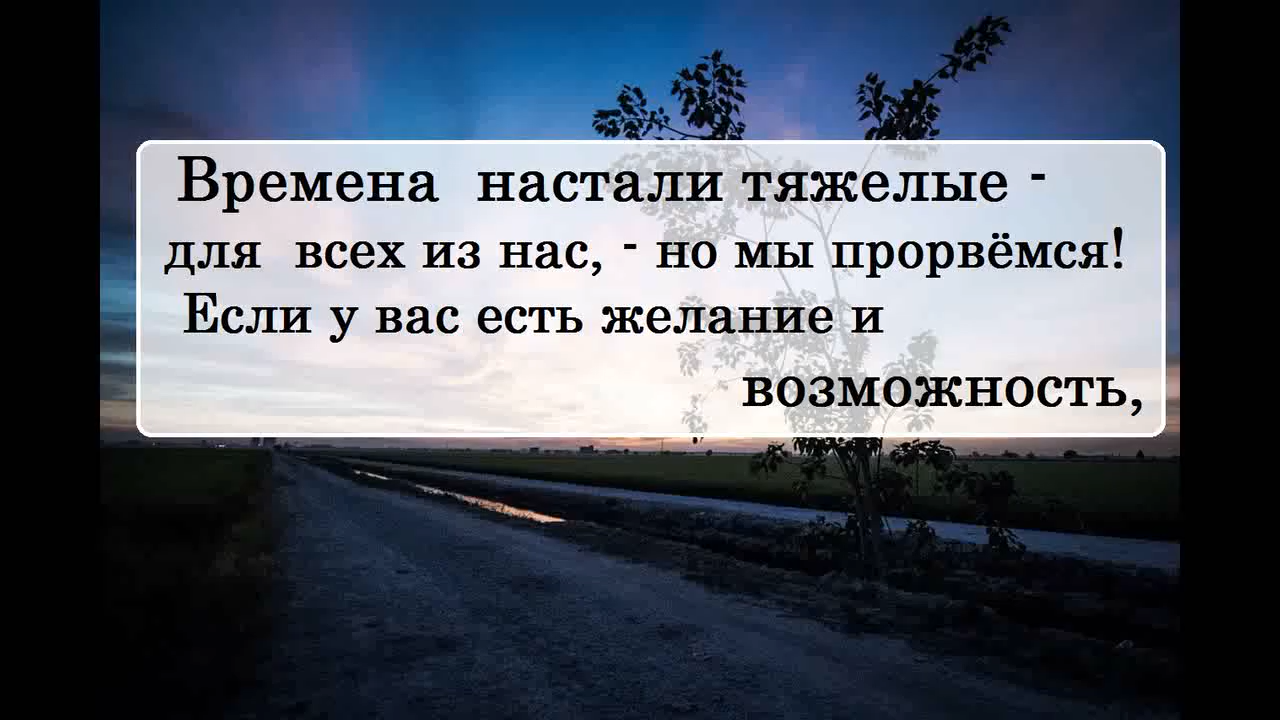 Времена настали тяжелые -
для всех из нас, - но мы прорвёмся!
Если у вас есть желание и
возможность,